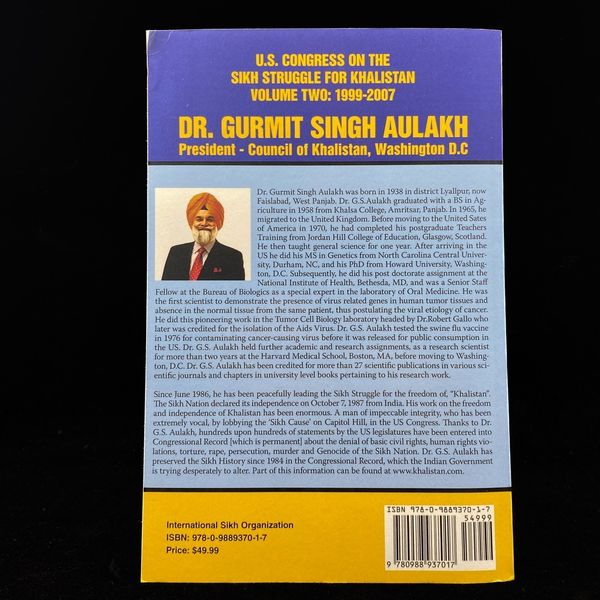 U.S. CONGRESS ON THE
SIKH STRUGGLE FOR KHALISTAN
VOLUME TWO: 1999-2007
DR. GURMIT SINGH AULAKH
President - Council of Khalistan, Washington D.C
Dr. Gurmit Singh Aulakh was born in 1938 in district Lyallpur, now
Faislabad, West Panjab. Dr. G.S.Aulakh graduated with a BS in Ag-
riculture in 1958 from Khalsa College, Amritsar, Panjab. In 1965, he
migrated to the United Kingdom. Before moving to the United Sates
of America in 1970, he had completed his postgraduate Teachers
Training from Jordan Hill College of Education, Glasgow, Scotland.
He then taught general science for one year. After arriving in the
US he did his MS in Genetics from North Carolina Central Univer-
sity, Durham, NC, and his PhD from Howard University, Washing-
ton, D.C. Subsequently, he did his post doctorate assignment at the
National Institute of Health, Bethesda, MD, and was a Senior Staff
Fellow at the Bureau of Biologics as a special expert in the laboratory of Oral Medicine. He was
the first scientist to demonstrate the presence of virus related genes in human tumor tissues and
absence in the normal tissue from the same patient, thus postulating the viral etiology of cancer.
He did this pioneering work in the Tumor Cell Biology laboratory headed by Dr.Robert Gallo who
later was credited for the isolation of the Aids Virus. Dr. G.S. Aulakh tested the swine flu vaccine
in 1976 for contaminating cancer-causing virus before it was released for public consumption in
the US. Dr. G.S. Aulakh held further academic and research assignments, as a research scientist
for more than two years at the Harvard Medical School, Boston, MA, before moving to Washing-
ton, D.C. Dr. G.S. Aulakh has been credited for more than 27 scientific publications in various sci-
entific journals and chapters in university level books pertaining to his research work.
Since June 1986, he has been peacefully leading the Sikh Struggle for the freedom of, "Khalistan".
The Sikh Nation declared its independence on October 7, 1987 from India. His work on the freedom
and independence of Khalistan has been enormous. A man of impeccable integrity, who has been
extremely vocal, by lobbying the 'Sikh Cause' on Capitol Hill, in the US Congress. Thanks to Dr.
G.S. Aulakh, hundreds upon hundreds of statements by the US legislatures have been entered into
Congressional Record [which is permanent] about the denial of basic civil rights, human rights vio-
lations, torture, rape, persecution, murder and Genocide of the Sikh Nation. Dr. G.S. Aulakh has
preserved the Sikh History since 1984 in the Congressional Record, which the Indian Government
is trying desperately to alter. Part of this information can be found at www.khalistan.com.
International Sikh Organization
ISBN: 978-0-9889370-1-7
Price: $49.99
ISBN 978-0-9889370-1-7
54999
9 780988 937017